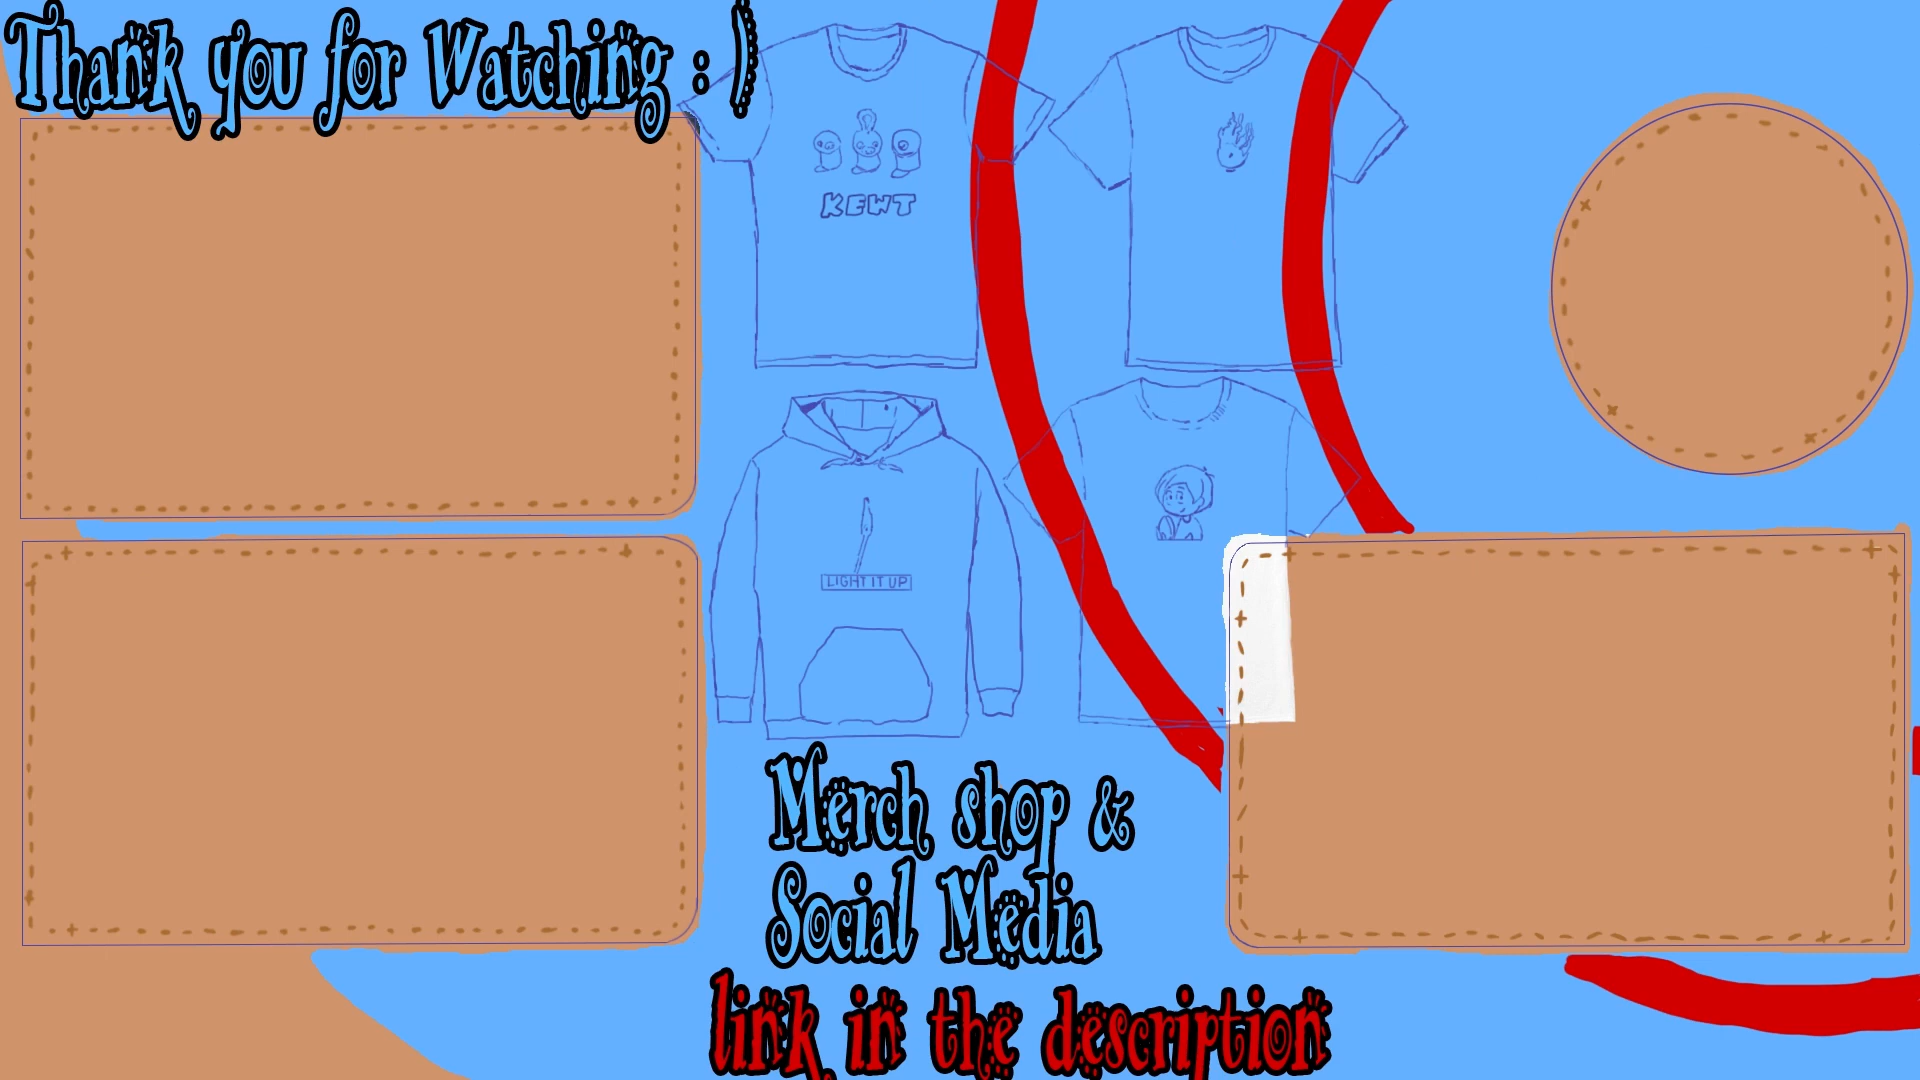 Thank you for Watching : )
KEWT
LIGHT IT UP
Merch shop &
Social Media
link in the description